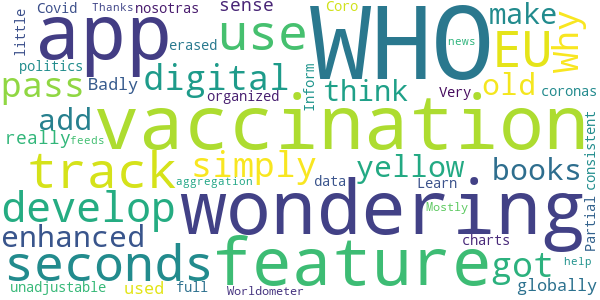 little Covid Thanks nosotras sense Coro make Why
app use WHO EU
politics erased news
pass Badly digital Inform think Very old coronas
organized
add vaccination
really feeds
track simply yellow books Partial consistent
aggregation data Learn
develop wondering Mostly
enhanced charts
seconds feature got help
unadjustable used full Worldometer globally